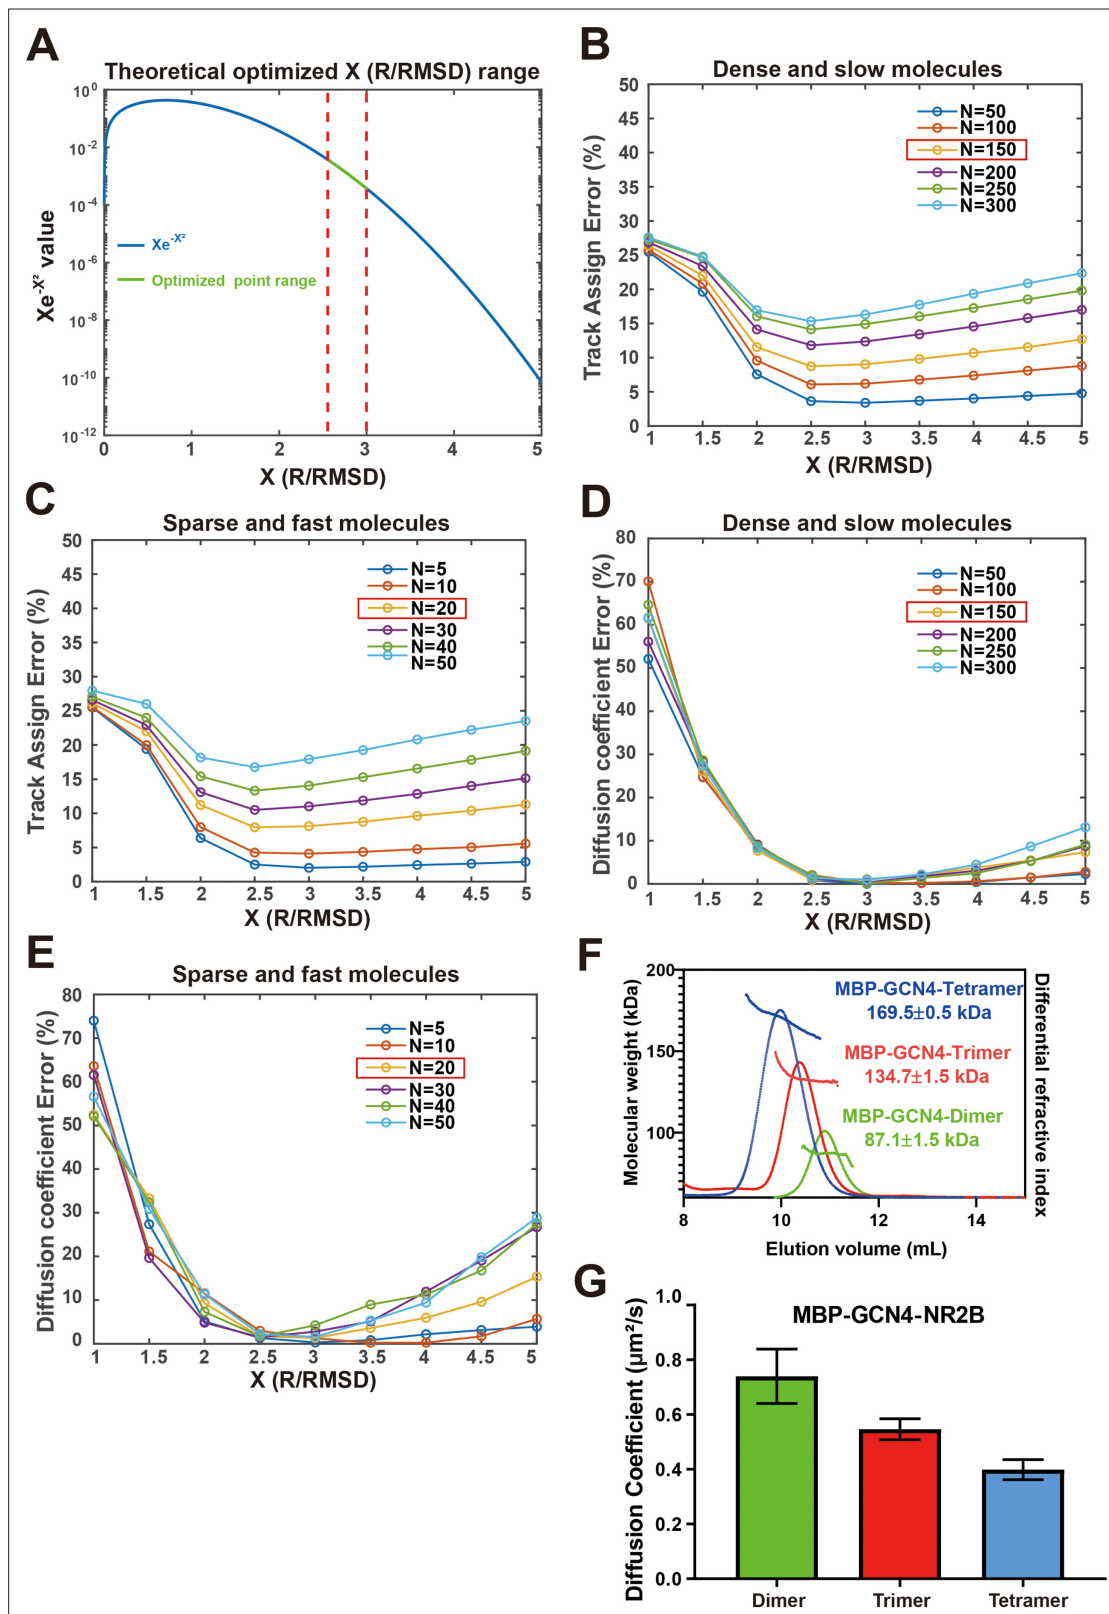 A
Theoretical optimized X (R/RMSD) range
Xe⁻ˣ² value
10⁰
10⁻²
10⁻⁴
10⁻⁶
10⁻⁸
10⁻¹⁰
10⁻¹²
Xe⁻ˣ²
Optimized point range
0 1 2 3 4 5
X (R/RMSD)
B
Dense and slow molecules
Track Assign Error (%)
50
45
40
35
30
25
20
15
10
5
0
N=50
N=100
N=150
N=200
N=250
N=300
1 1.5 2 2.5 3 3.5 4 4.5 5
X (R/RMSD)
C
Sparse and fast molecules
Track Assign Error (%)
50
45
40
35
30
25
20
15
10
5
0
N=5
N=10
N=20
N=30
N=40
N=50
1 1.5 2 2.5 3 3.5 4 4.5 5
X (R/RMSD)
D
Dense and slow molecules
Diffusion coefficient Error (%)
80
70
60
50
40
30
20
10
0
N=50
N=100
N=150
N=200
N=250
N=300
1 1.5 2 2.5 3 3.5 4 4.5 5
X (R/RMSD)
E
Sparse and fast molecules
Diffusion coefficient Error (%)
80
70
60
50
40
30
20
10
0
N=5
N=10
N=20
N=30
N=40
N=50
1 1.5 2 2.5 3 3.5 4 4.5 5
X (R/RMSD)
F
Molecular weight (kDa)
200
150
100
MBP-GCN4-Tetramer
169.5±0.5 kDa
MBP-GCN4-Trimer
134.7±1.5 kDa
MBP-GCN4-Dimer
87.1±1.5 kDa
Differential refractive index
8 10 12 14
Elution volume (mL)
G
MBP-GCN4-NR2B
Diffusion Coefficient (μm²/s)
1.0
0.8
0.6
0.4
0.2
0.0
Dimer Trimer Tetramer